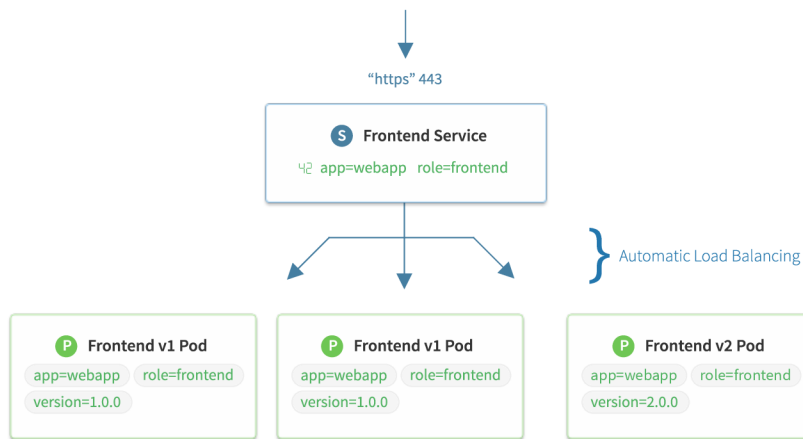 “https” 443
S Frontend Service
42 app=webapp role=frontend
Automatic Load Balancing
P Frontend v1 Pod
app=webapp role=frontend
version=1.0.0
P Frontend v1 Pod
app=webapp role=frontend
version=1.0.0
P Frontend v2 Pod
app=webapp role=frontend
version=2.0.0